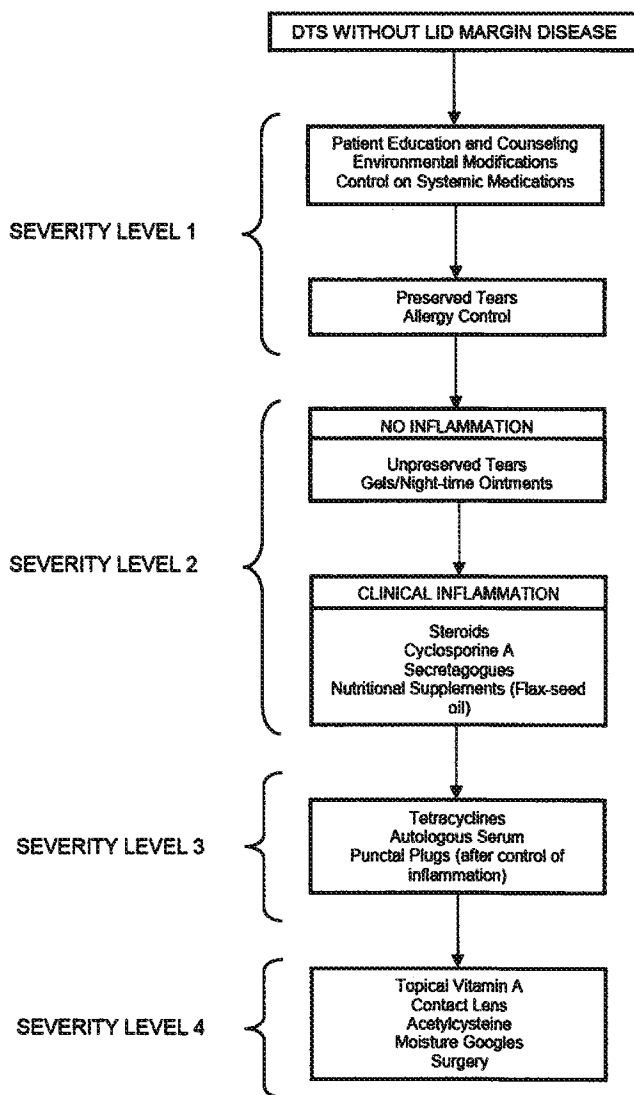 DTS WITHOUT LID MARGIN DISEASE
SEVERITY LEVEL 1
Patient Education and Counseling
Environmental Modifications
Control on Systemic Medications
Preserved Tears
Allergy Control
SEVERITY LEVEL 2
NO INFLAMMATION
Unpreserved Tears
Gels/Night-time Ointments
CLINICAL INFLAMMATION
Steroids
Cyclosporine A
Secretagogues
Nutritional Supplements (Flax-seed
oil)
SEVERITY LEVEL 3
Tetracyclines
Autologous Serum
Punctal Plugs (after control of
inflammation)
SEVERITY LEVEL 4
Topical Vitamin A
Contact Lens
Acetylcysteine
Moisture Googles
Surgery